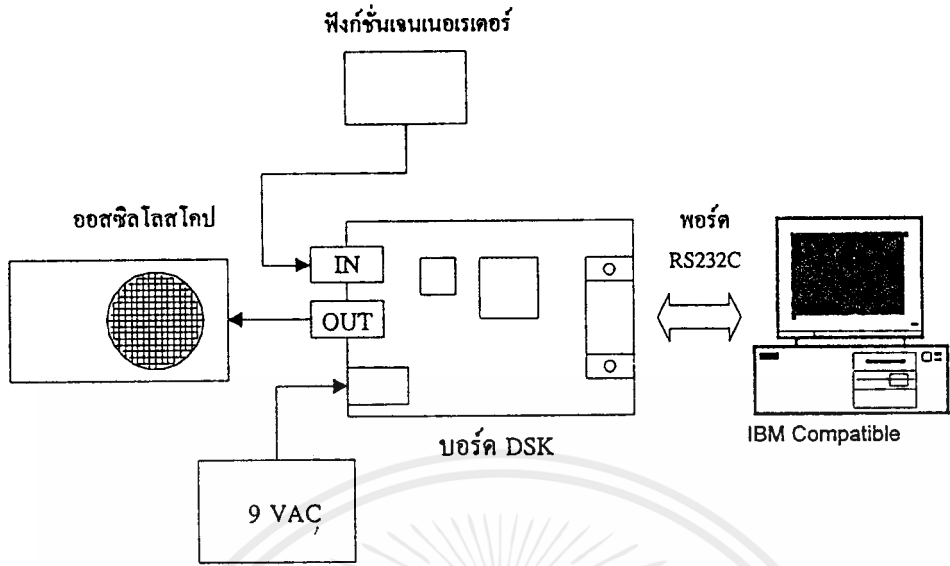 ฟังก์ชั่นเจนเนอเรเตอร์
ออสซิลโลสโคป
IN
OUT
พอร์ต
RS232C
IBM Compatible
บอร์ด DSK
9 VAC